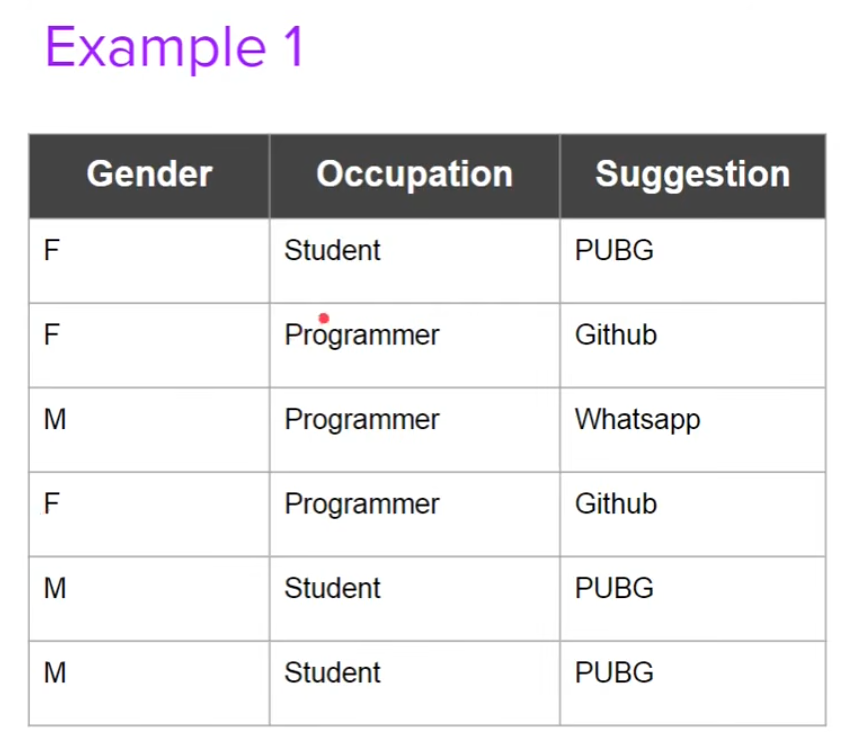 Example 1
Gender Occupation Suggestion
F Student PUBG
F Programmer Github
M Programmer Whatsapp
F Programmer Github
M Student PUBG
M Student PUBG